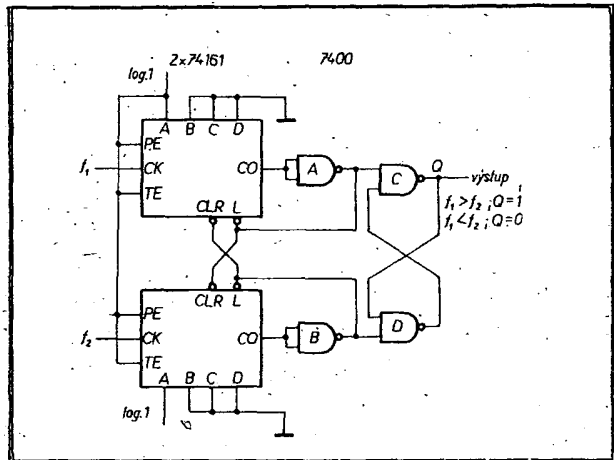 2×74161 7400
log.1
A B C D
PE
f₁ CK CO A C Q výstup
TE
f₁>f₂; Q=1
f₁<f₂; Q=0
CLR L
CLR L
PE
f₂ CK CO B D
TE
A B C D
log.1